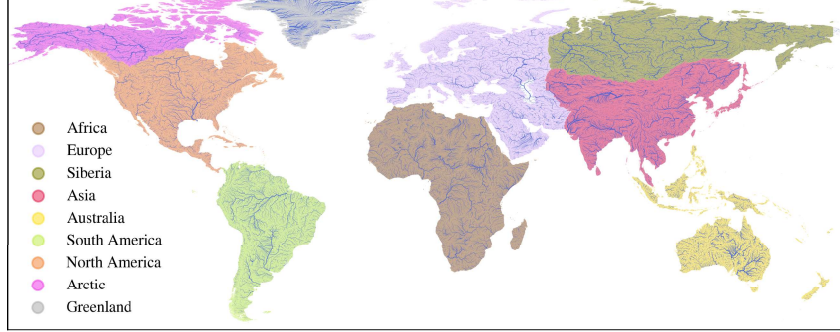 Africa
Europe
Siberia
Asia
Australia
South America
North America
Arctic
Greenland